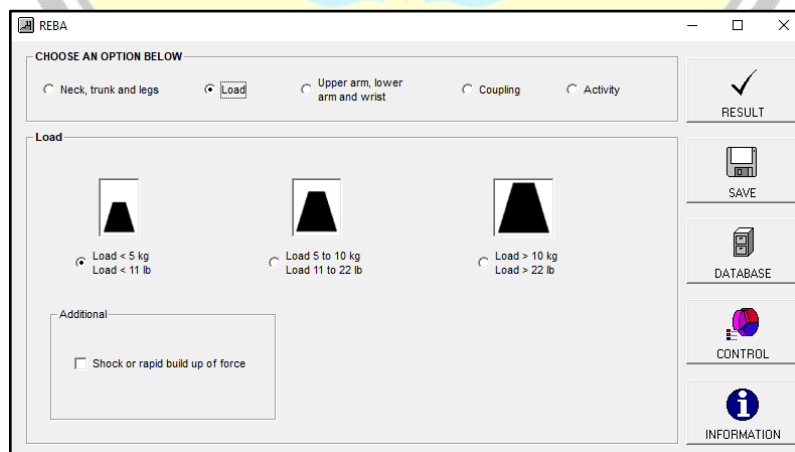 REBA
CHOOSE AN OPTION BELOW
Neck, trunk and legs
Load
Upper arm, lower
arm and wrist
Coupling
Activity
RESULT
Load
SAVE
Load < 5 kg
Load < 11 lb
Load 5 to 10 kg
Load 11 to 22 lb
Load > 10 kg
Load > 22 lb
DATABASE
Additional
Shock or rapid build up of force
CONTROL
INFORMATION